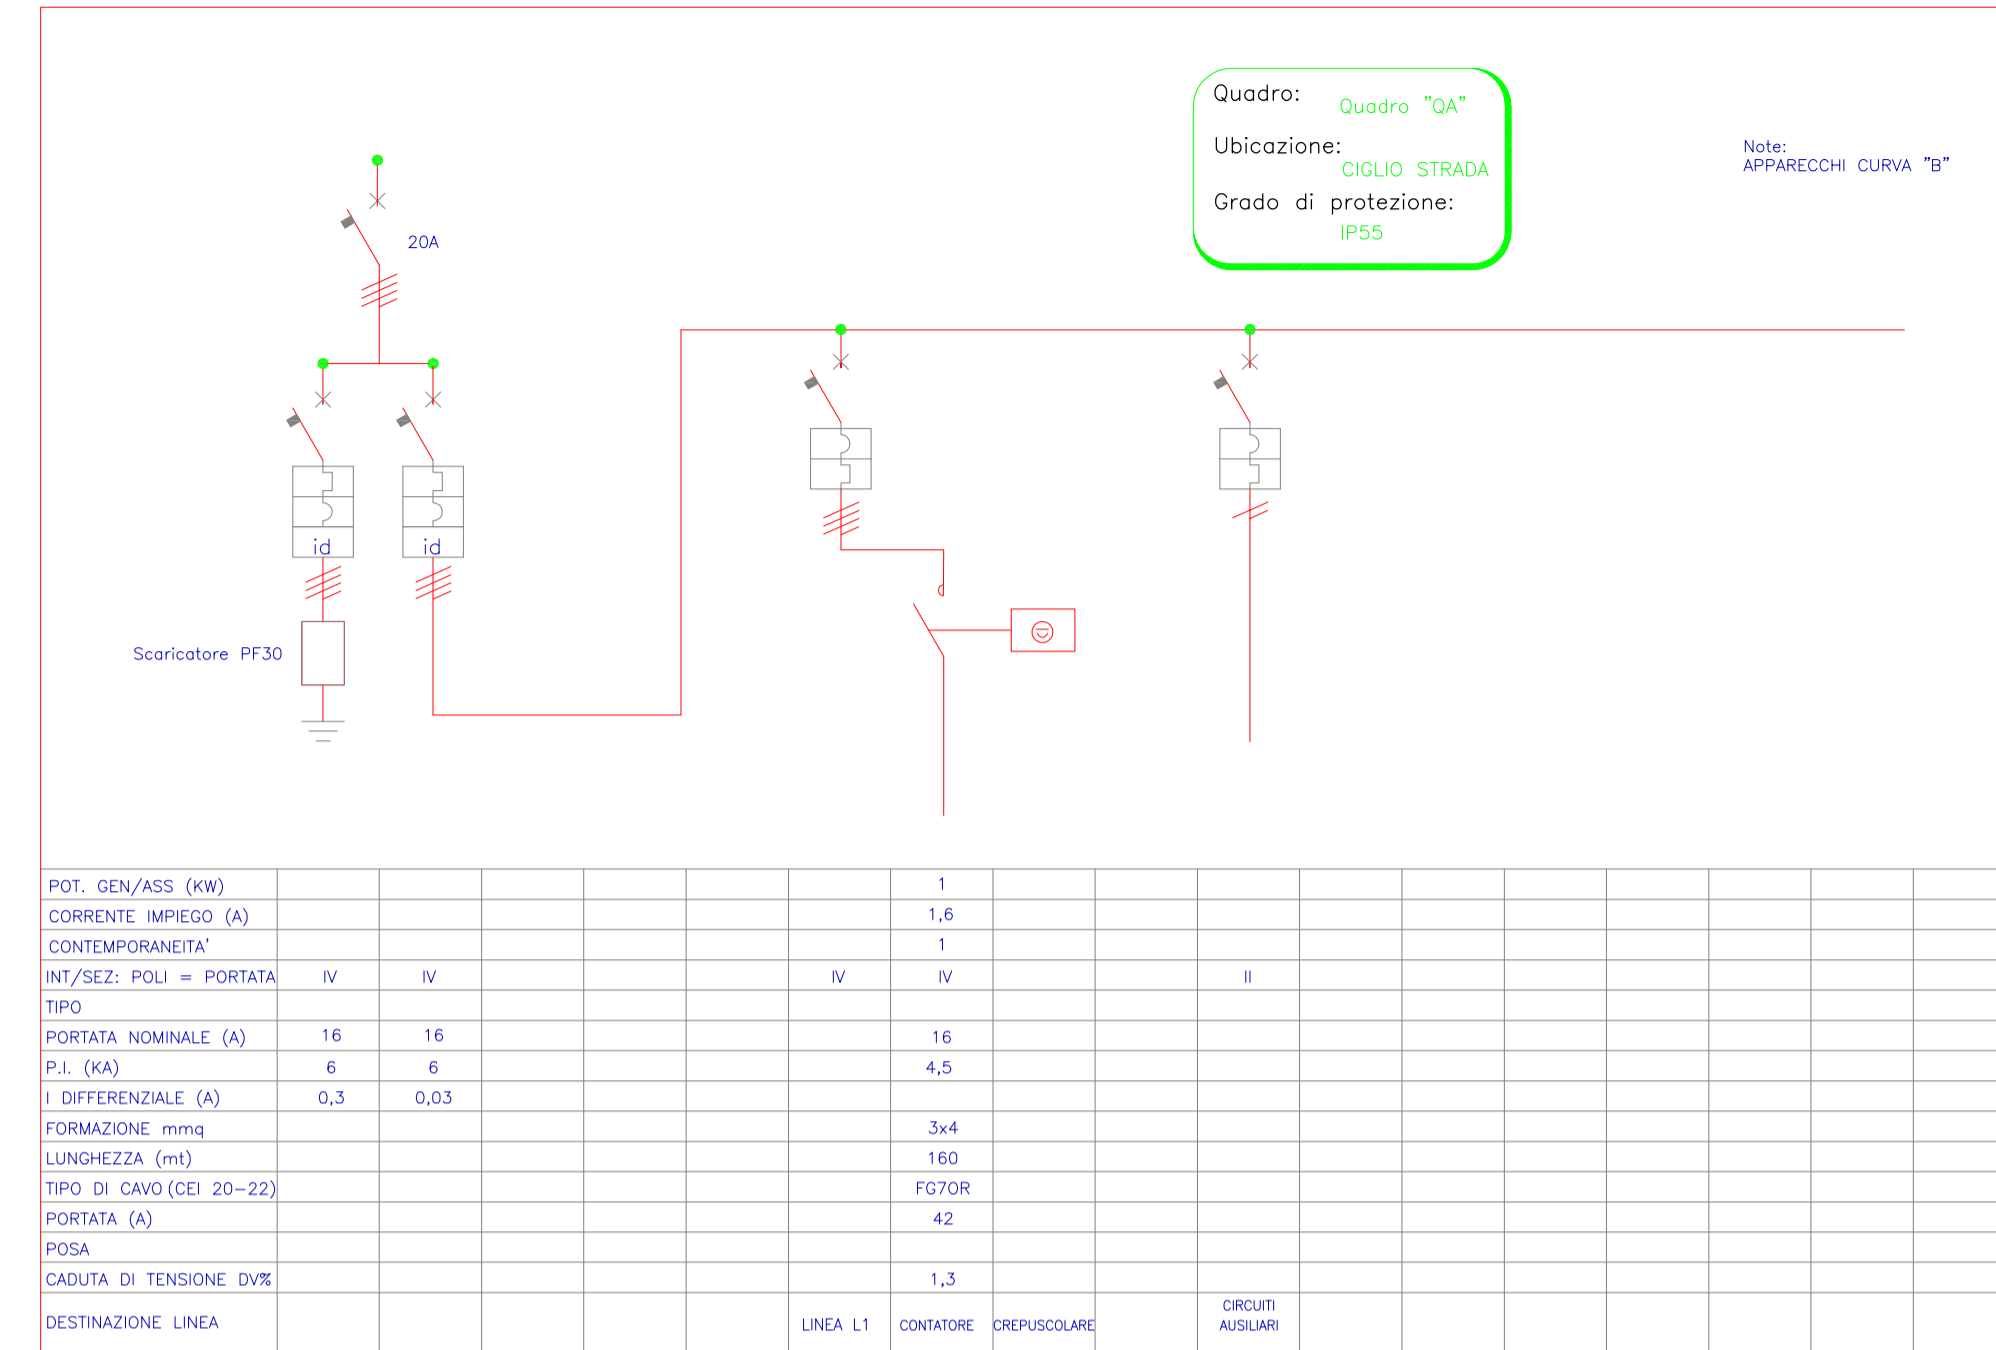 Quadro: Quadro "QA"
Ubicazione:
CIGLIO STRADA
Grado di protezione:
IP55
Note:
APPARECCHI CURVA "B"
20A
id id
Scaricatore PF30
POT. GEN/ASS (KW) 1
CORRENTE IMPIEGO (A) 1,6
CONTEMPORANEITA' 1
INT/SEZ: POLI = PORTATA IV IV IV IV II
TIPO
PORTATA NOMINALE (A) 16 16 16
P.I. (KA) 6 6 4,5
I DIFFERENZIALE (A) 0,3 0,03
FORMAZIONE mmq 3x4
LUNGHEZZA (mt) 160
TIPO DI CAVO (CEI 20-22) FG7OR
PORTATA (A) 42
POSA
CADUTA DI TENSIONE DV% 1,3
DESTINAZIONE LINEA LINEA L1 CONTATORE CREPUSCOLARE CIRCUITI
AUSILIARI